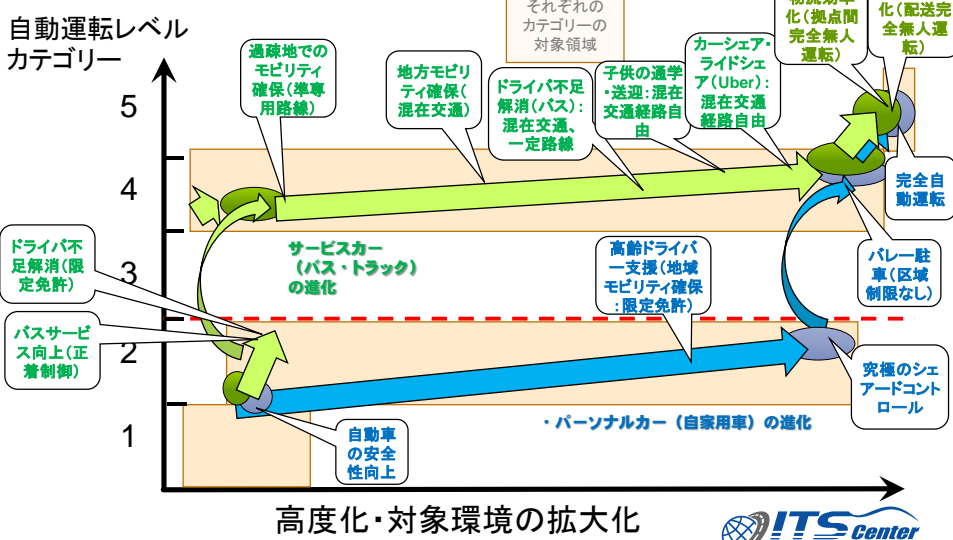 自動運転レベル
カテゴリー
それぞれの
カテゴリーの
対象領域
化(拠点間
完全無人
運転)
化(配送完
全無人運
転)
過疎地での
モビリティ
確保(準専
用路線)
地方モビリ
ティ確保(
混在交通)
ドライバ不足
解消(バス):
混在交通、
一定路線
子供の通学
・送迎:混在
交通経路自
由
カーシェア・
ライドシェ
ア(Uber):
混在交通
経路自由
5
4
3
2
1
完全自
動運転
ドライバ不
足解消(限
定免許)
サービスカー
(バス・トラック)
の進化
高齢ドライバ
ー支援(地域
モビリティ確保
:限定免許)
バレー駐
車(区域
制限なし)
バスサービ
ス向上(正
着制御)
究極のシェ
アードコント
ロール
・パーソナルカー(自家用車)の進化
自動車
の安全
性向上
高度化・対象環境の拡大化
ITS Center